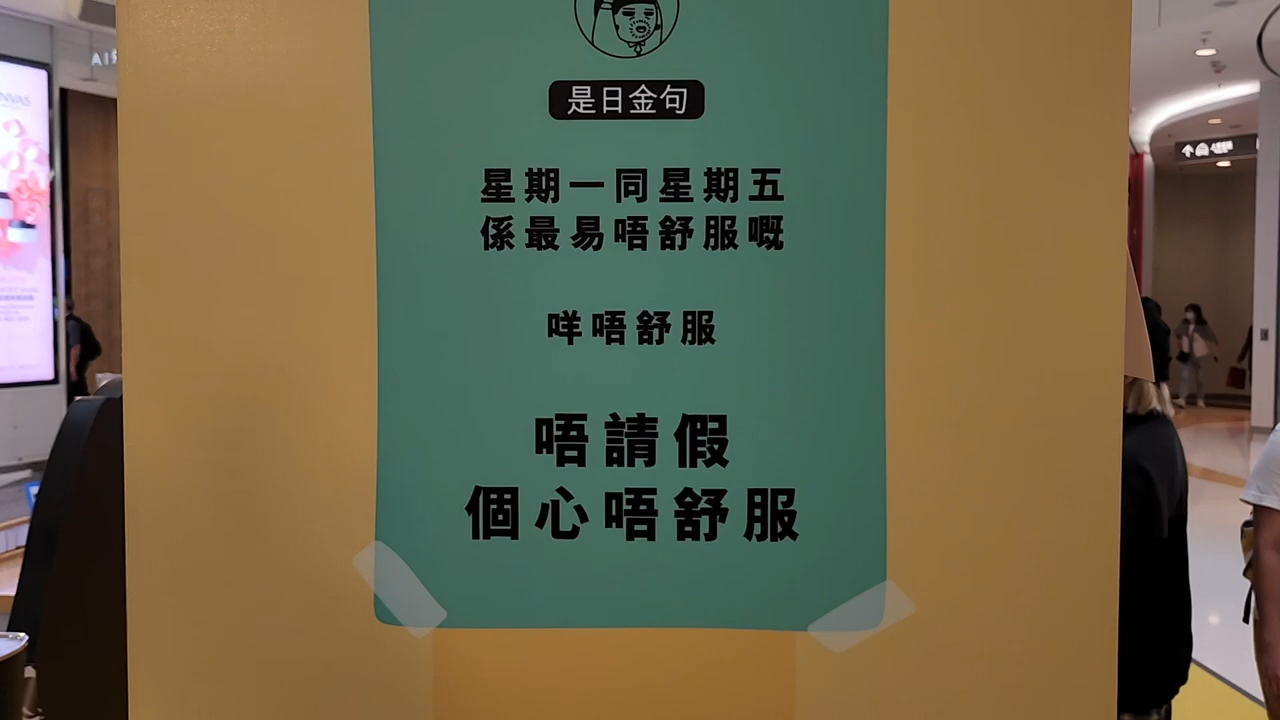 是日金句
星期一同星期五
係最易唔舒服嘅
咩唔舒服
唔請假
個心唔舒服